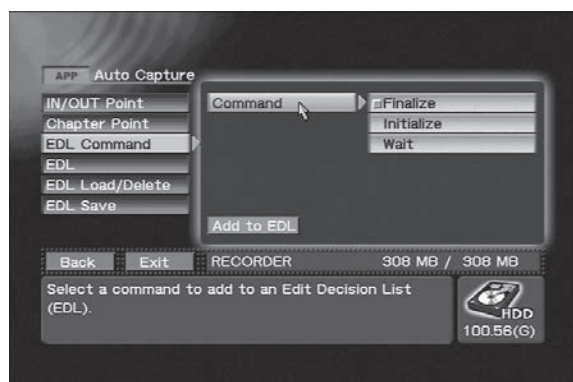 APP Auto Capture
IN/OUT Point
Chapter Point
EDL Command
EDL
EDL Load/Delete
EDL Save
Command
Finalize
Initialize
Wait
Add to EDL
Back Exit RECORDER 308 MB / 308 MB
Select a command to add to an Edit Decision List
(EDL).
HDD
100.56(G)